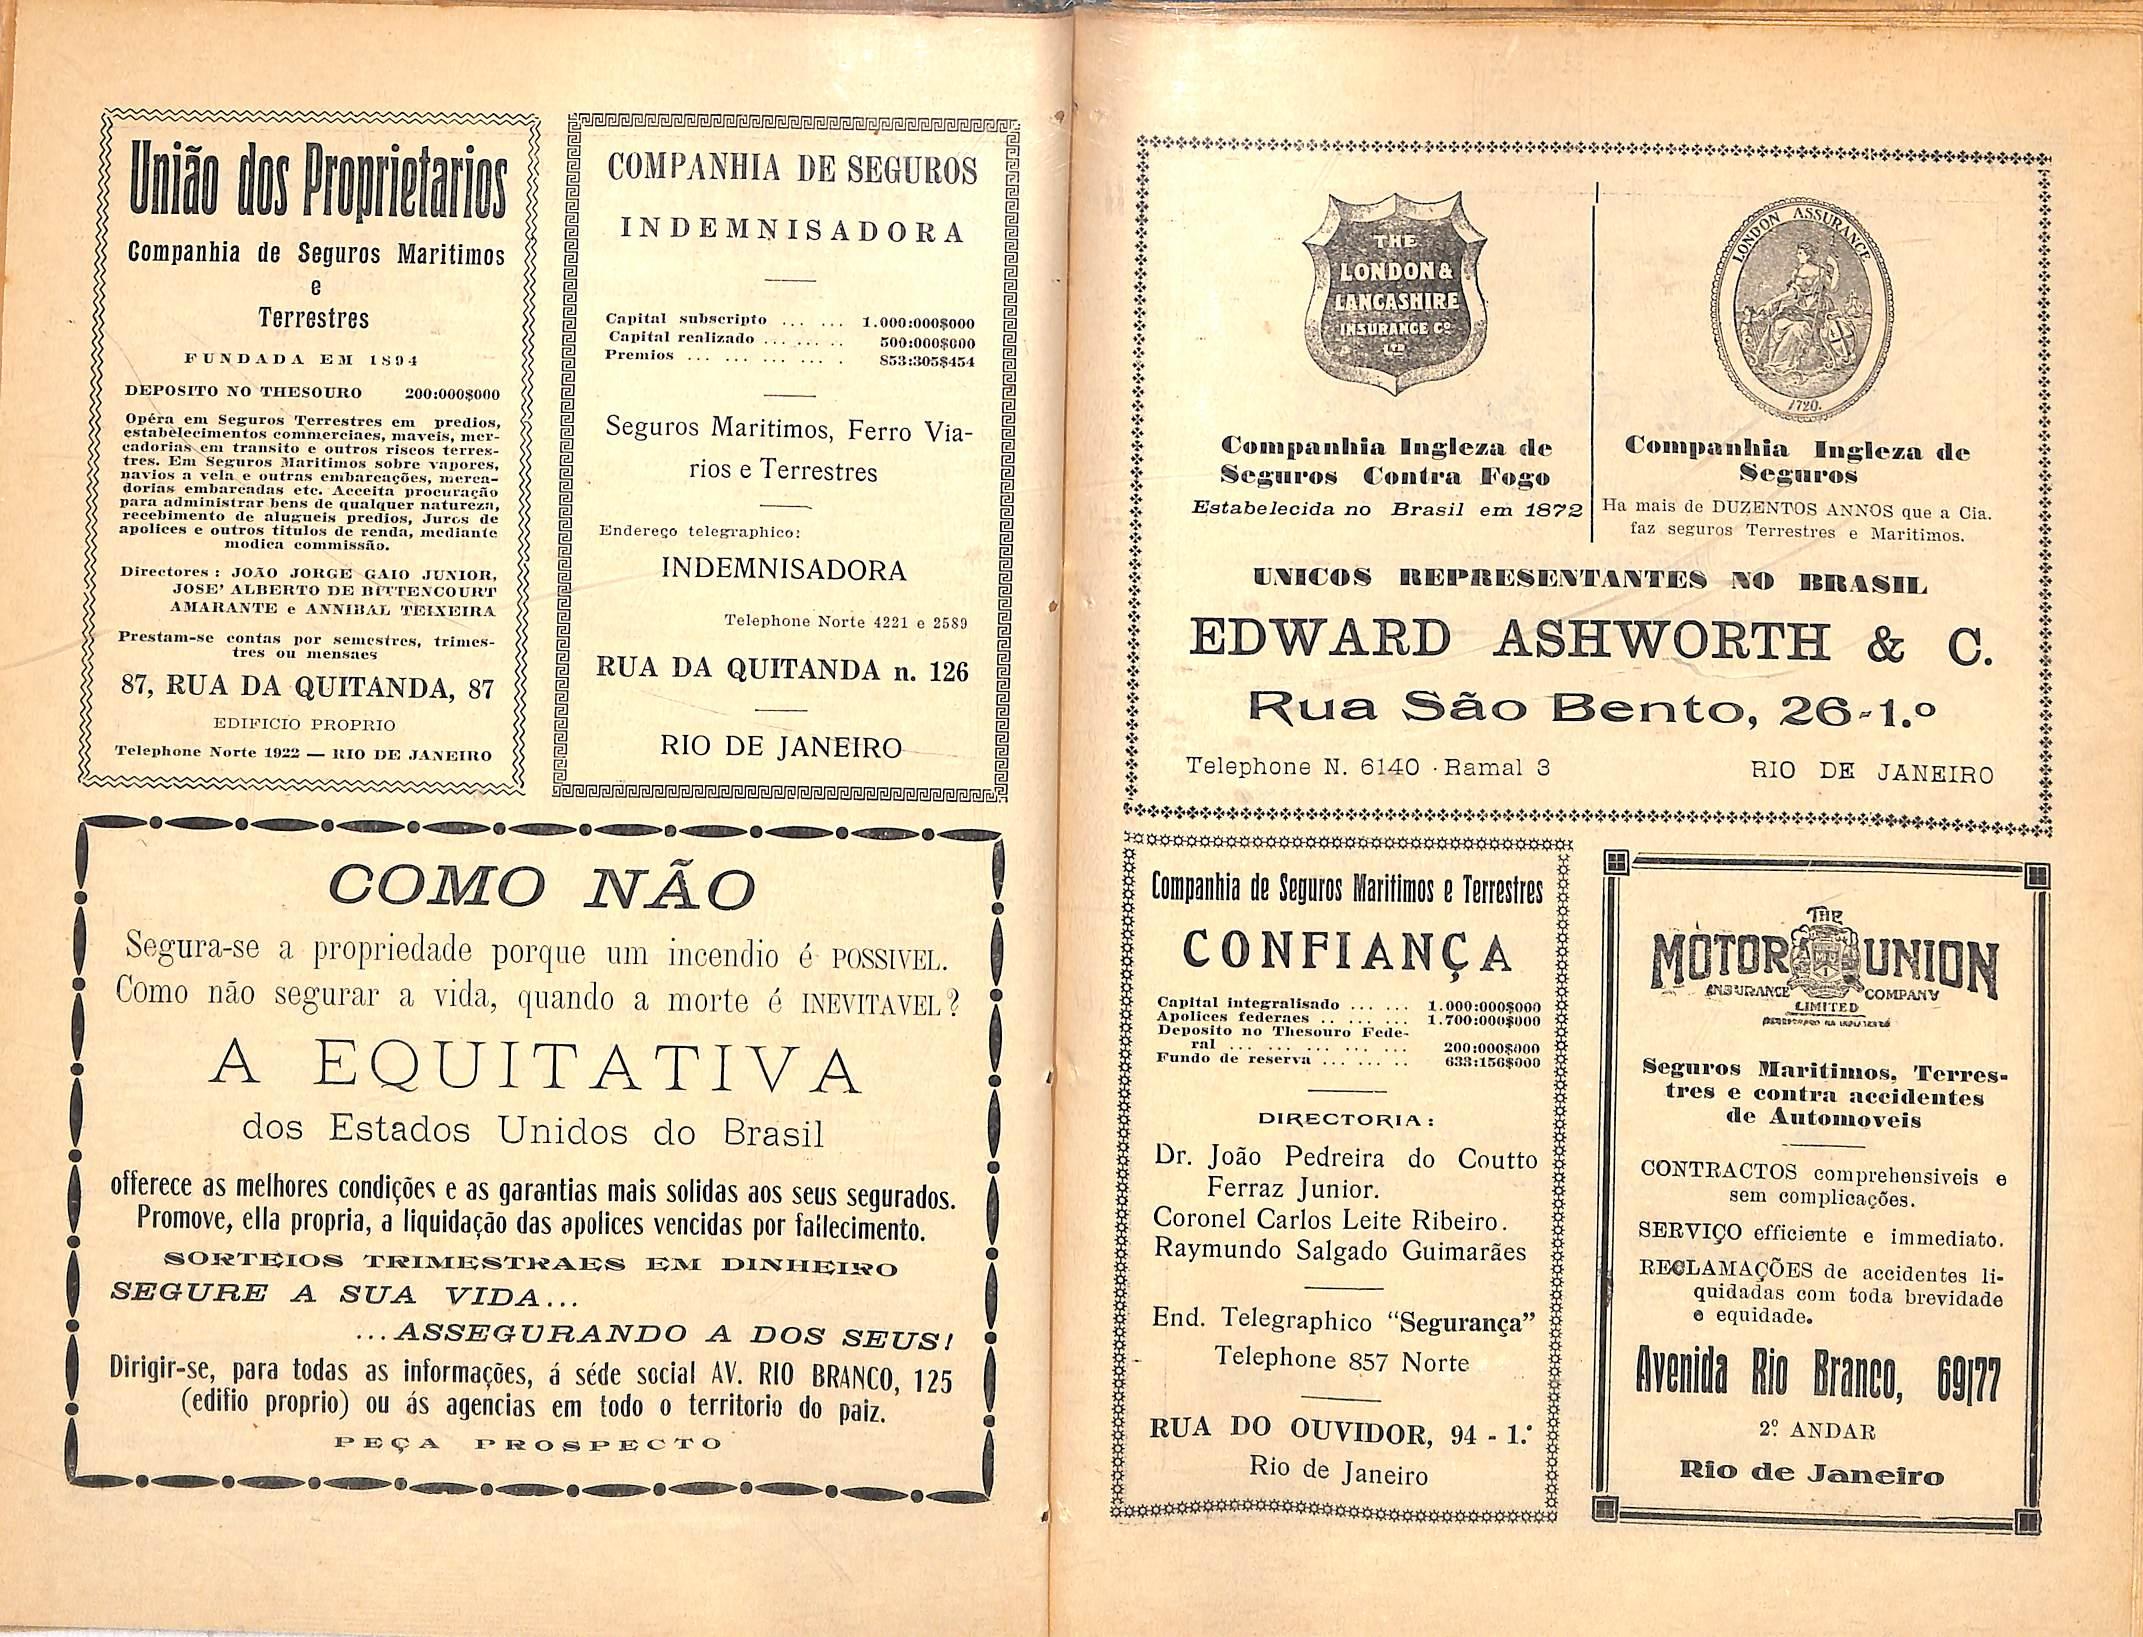 União dos Proprietarios
Companhia de Seguros Maritimos
e
Terrestres
FUNDADA EM 1894
DEPOSITO NO THESOURO 200:000$000
Opéra em Seguros Terrestres em predios,
estabelecimentos commerciaes, maveis, mer-
cadorias em transito e outros riscos terres-
tres. Em Seguros Maritimos sobre vapores,
navios a vela e outras embarcações, merca-
dorias embarcadas etc. Acceita procuração
para administrar bens de qualquer natureza,
recebimento de alugueis predios, Juros de
apolices e outros titulos de renda, mediante
modica commissão.
Directores : JOÃO JORGE GAIO JUNIOR,
JOSE' ALBERTO DE BITTENCOURT
AMARANTE e ANNIBAL TEIXEIRA
Prestam-se contas por semestres, trimes-
tres ou mensaes
87, RUA DA QUITANDA, 87
EDIFICIO PROPRIO
Telephone Norte 1922 — RIO DE JANEIRO
COMPANHIA DE SEGUROS
INDEMNISADORA
Capital subscripto ... ... 1.000:000$000
Capital realizado ... ... .. 500:000$000
Premios ... ... ... ... . 853:305$454
Seguros Maritimos, Ferro Via-
rios e Terrestres
Endereço telegraphico:
INDEMNISADORA
Telephone Norte 4221 e 2589
RUA DA QUITANDA n. 126
RIO DE JANEIRO
COMO NÃO
Segura-se a propriedade porque um incendio é POSSIVEL.
Como não segurar a vida, quando a morte é INEVITAVEL?
A EQUITATIVA
dos Estados Unidos do Brasil
offerece as melhores condições e as garantias mais solidas aos seus segurados.
Promove, ella propria, a liquidação das apolices vencidas por fallecimento.
SORTEIOS TRIMESTRAES EM DINHEIRO
SEGURE A SUA VIDA...
...ASSEGURANDO A DOS SEUS!
Dirigir-se, para todas as informações, á séde social AV. RIO BRANCO, 125
(edifio proprio) ou ás agencias em todo o territorio do paiz.
PEÇA PROSPECTO
THE
LONDON &
LANCASHIRE
INSURANCE Cº
LTD
Companhia Ingleza de
Seguros Contra Fogo
Estabelecida no Brasil em 1872
LONDON ASSURANCE
1720.
Companhia Ingleza de
Seguros
Ha mais de DUZENTOS ANNOS que a Cia.
faz seguros Terrestres e Maritimos.
UNICOS REPRESENTANTES NO BRASIL
EDWARD ASHWORTH & C.
Rua São Bento, 26-1.º
Telephone N. 6140 - Ramal 3 RIO DE JANEIRO
Companhia de Seguros Maritimos e Terrestres
CONFIANÇA
Capital integralisado ... ... 1.000:000$000
Apolices federaes .. ... ... 1.700:000$000
Deposito no Thesouro Fede-
ral ... ... ... ... ... 200:000$000
Fundo de reserva ... ... .. 633:156$000
DIRECTORIA :
Dr. João Pedreira do Coutto
Ferraz Junior.
Coronel Carlos Leite Ribeiro.
Raymundo Salgado Guimarães
End. Telegraphico "Segurança"
Telephone 857 Norte
RUA DO OUVIDOR, 94 - 1.º
Rio de Janeiro
THE
MOTOR UNION
INSURANCE COMPANY
LIMITED
Seguros Maritimos, Terres-
tres e contra accidentes
de Automoveis
CONTRACTOS comprehensiveis e
sem complicações.
SERVIÇO efficiente e immediato.
RECLAMAÇÕES de accidentes li-
quidadas com toda brevidade
e equidade.
Avenida Rio Branco, 69|77
2º ANDAR
Rio de Janeiro